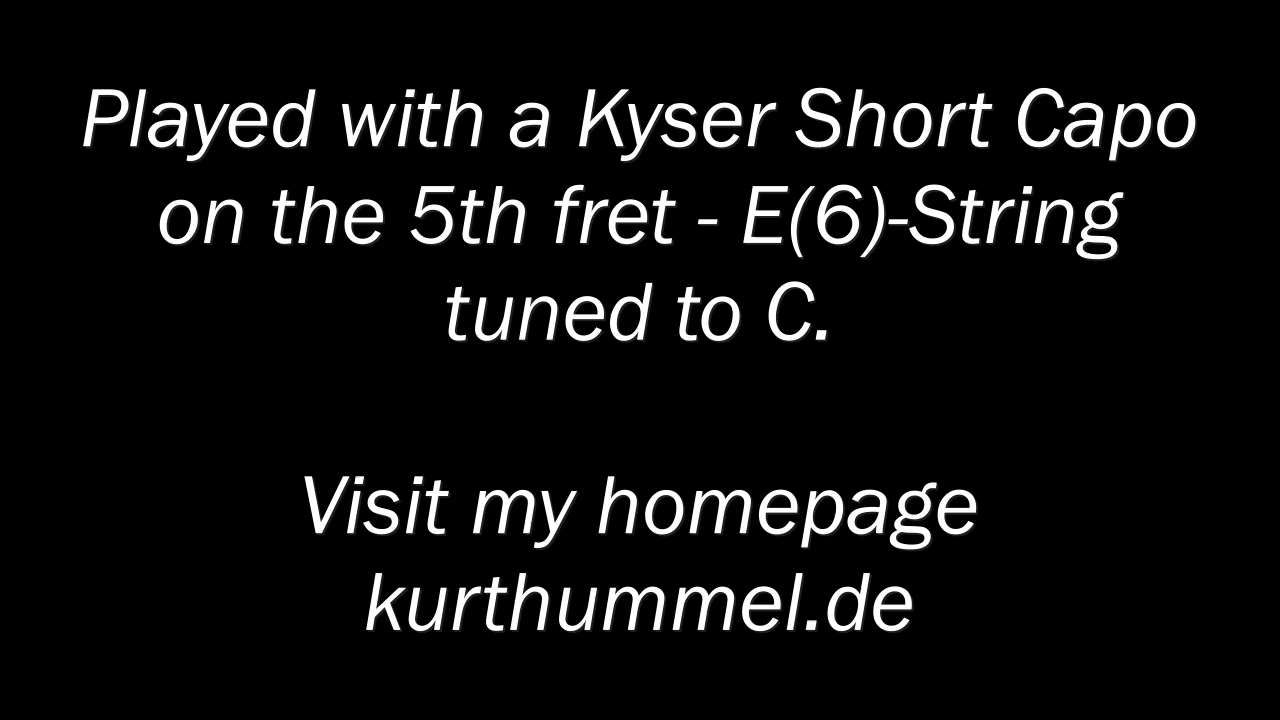 Played with a Kyser Short Capo
on the 5th fret - E(6)-String
tuned to C.
Visit my homepage
kurthummel.de